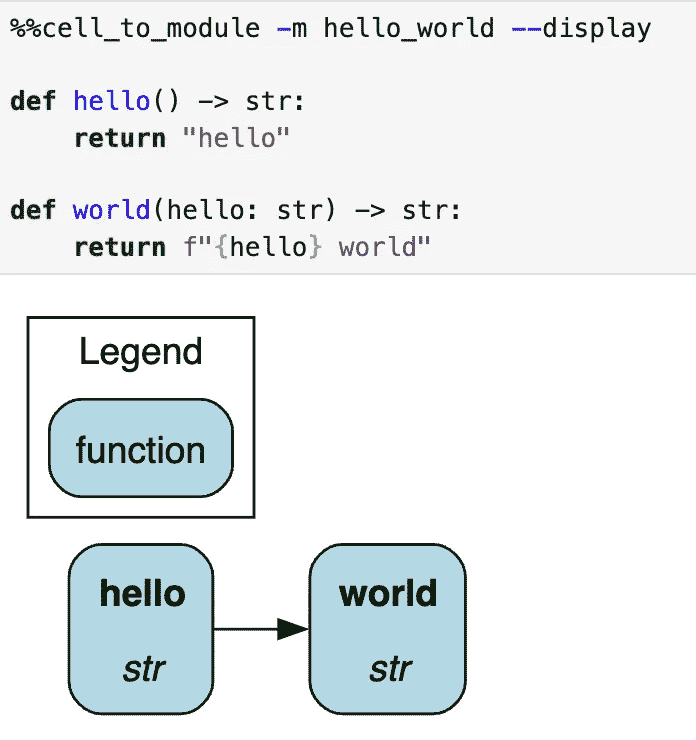 %%cell_to_module -m hello_world --display
def hello() -> str:
    return "hello"
def world(hello: str) -> str:
    return f"{hello} world"
Legend
function
hello
world
str
str